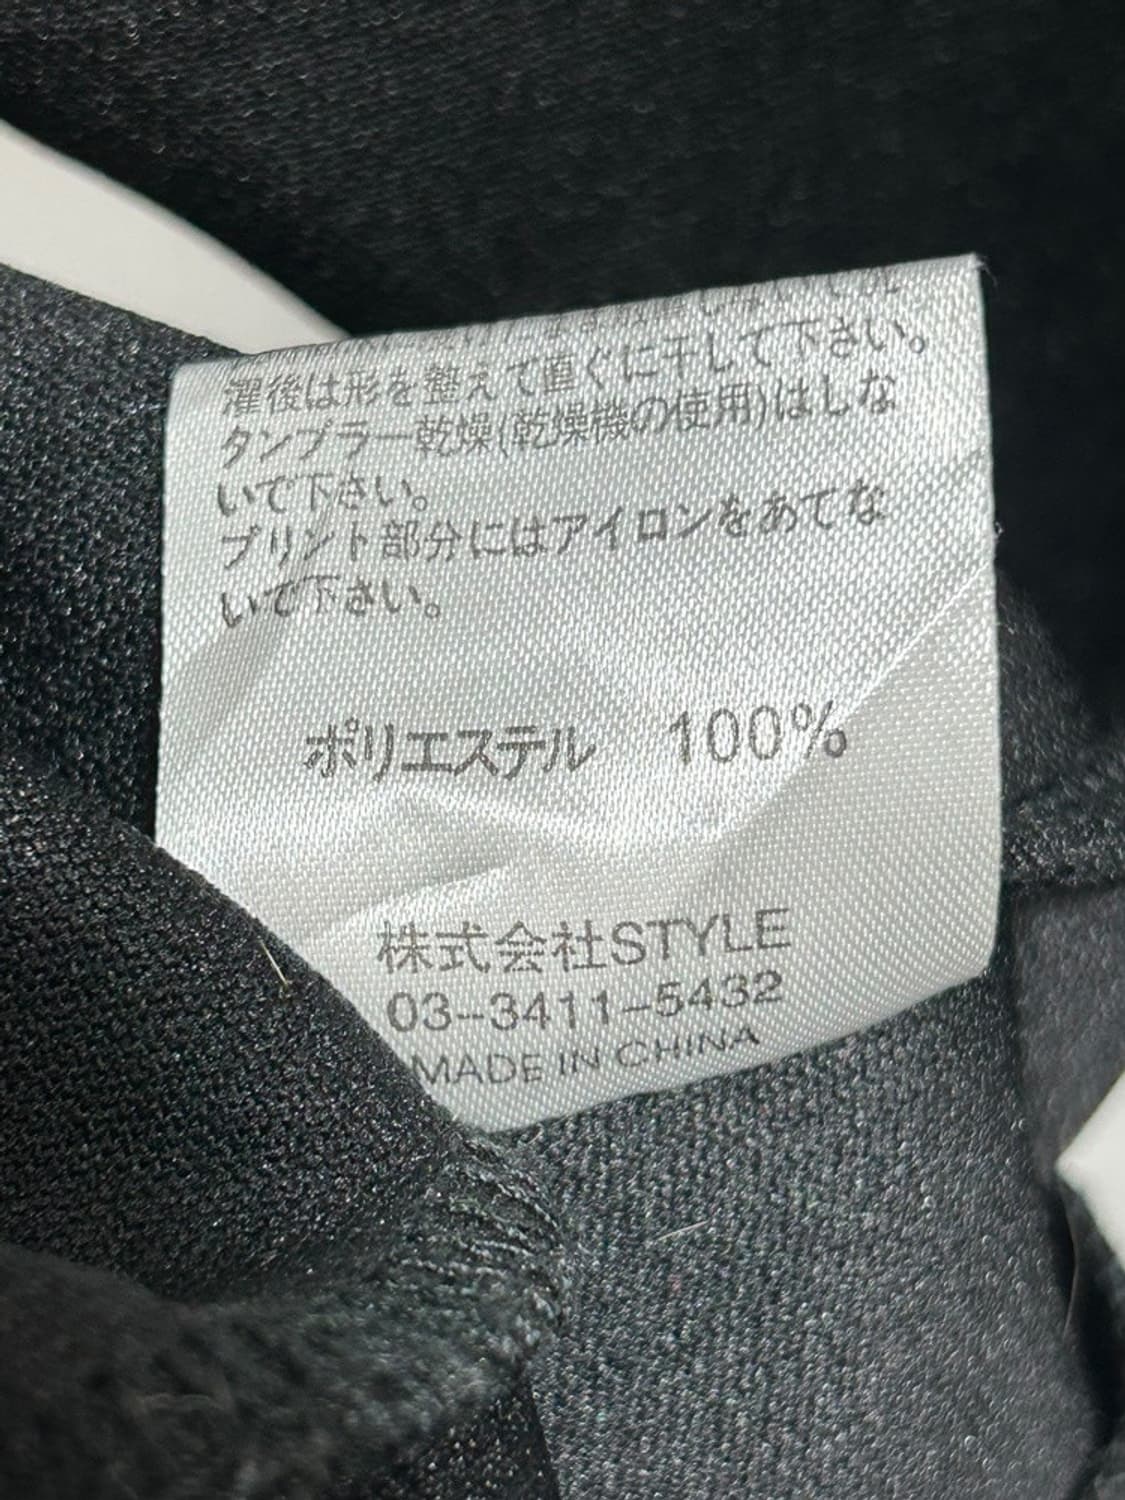 濯後は形を整えて直ぐに干して下さい。
タンブラー乾燥(乾燥機の使用)はしな
いで下さい。
プリント部分にはアイロンをあてな
いで下さい。
ポリエステル 100%
株式会社STYLE
03-3411-5432
MADE IN CHINA